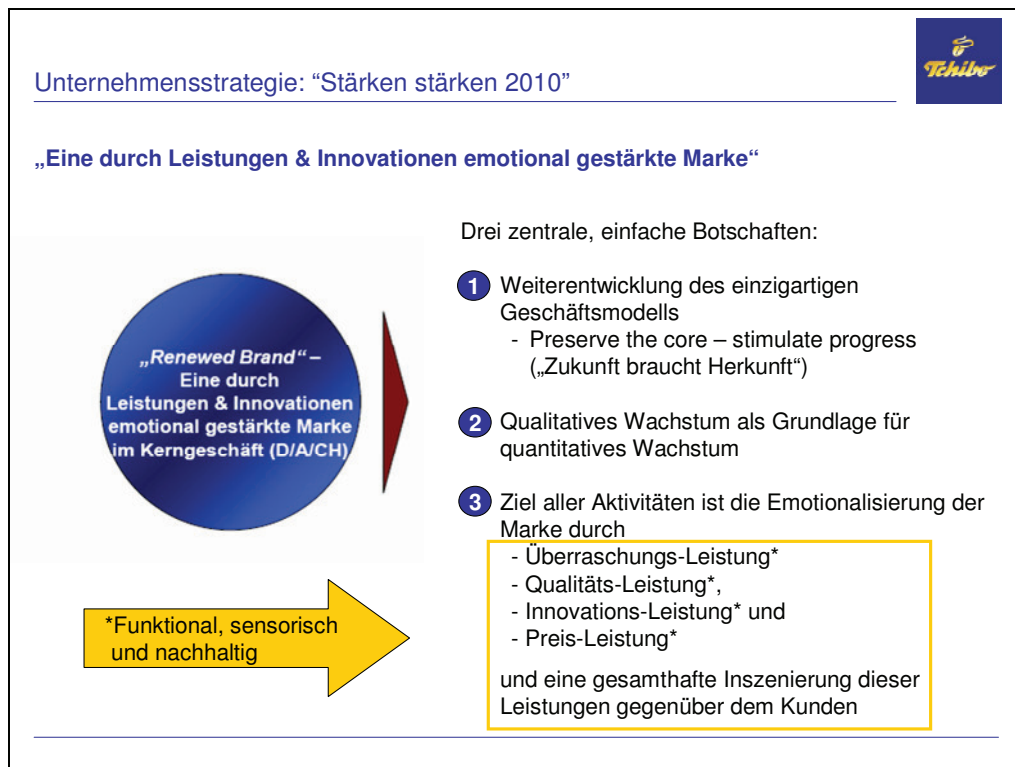 Tchibo
Unternehmensstrategie: “Stärken stärken 2010”
„Eine durch Leistungen & Innovationen emotional gestärkte Marke“
Drei zentrale, einfache Botschaften:
1 Weiterentwicklung des einzigartigen
Geschäftsmodells
- Preserve the core – stimulate progress
(„Zukunft braucht Herkunft“)
2 Qualitatives Wachstum als Grundlage für
quantitatives Wachstum
3 Ziel aller Aktivitäten ist die Emotionalisierung der
Marke durch
- Überraschungs-Leistung*
- Qualitäts-Leistung*,
- Innovations-Leistung* und
- Preis-Leistung*
und eine gesamthafte Inszenierung dieser
Leistungen gegenüber dem Kunden
„Renewed Brand“ –
Eine durch
Leistungen & Innovationen
emotional gestärkte Marke
im Kerngeschäft (D/A/CH)
*Funktional, sensorisch
und nachhaltig